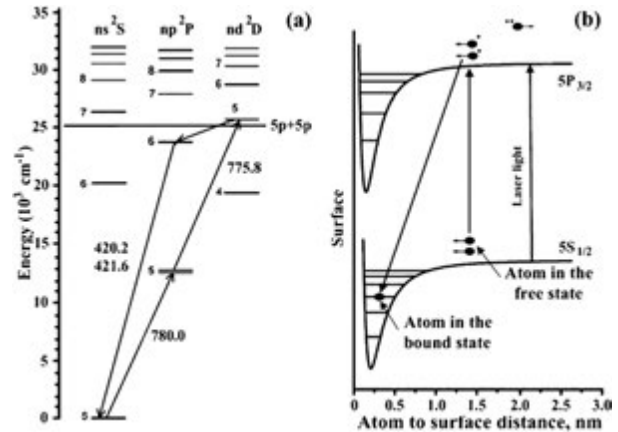 ns ²S
np ²P
nd ²D
(a)
35
30
25
20
15
10
5
0
Energy (10³ cm⁻¹)
8
7
6
5
8
7
6
5
7
6
5
4
5p+5p
775.8
420.2
421.6
780.0
(b)
5P3/2
Laser light
Surface
5S1/2
Atom in the
free state
Atom in the
bound state
0.0
0.5
1.0
1.5
2.0
2.5
3.0
Atom to surface distance, nm